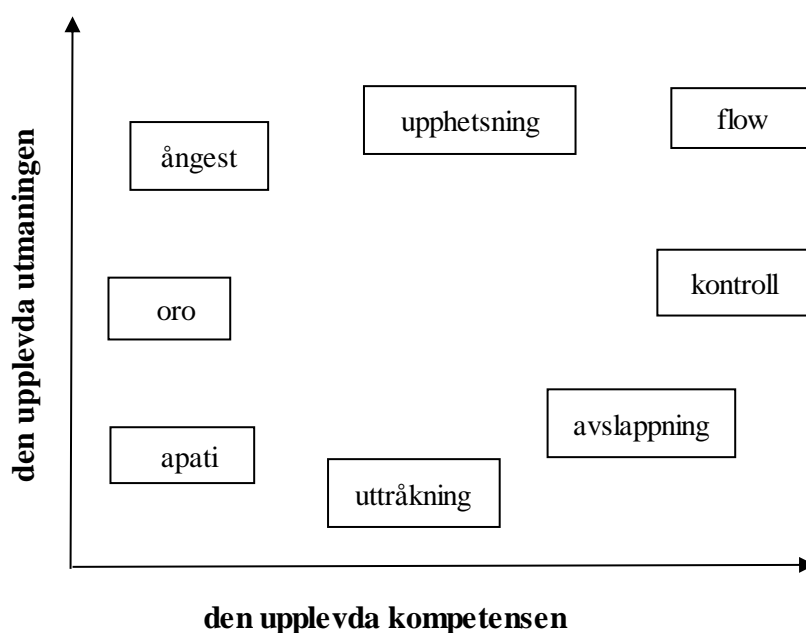 upphetsning
flow
ångest
kontroll
oro
avslappning
apati
uttråkning
den upplevda utmaningen
den upplevda kompetensen